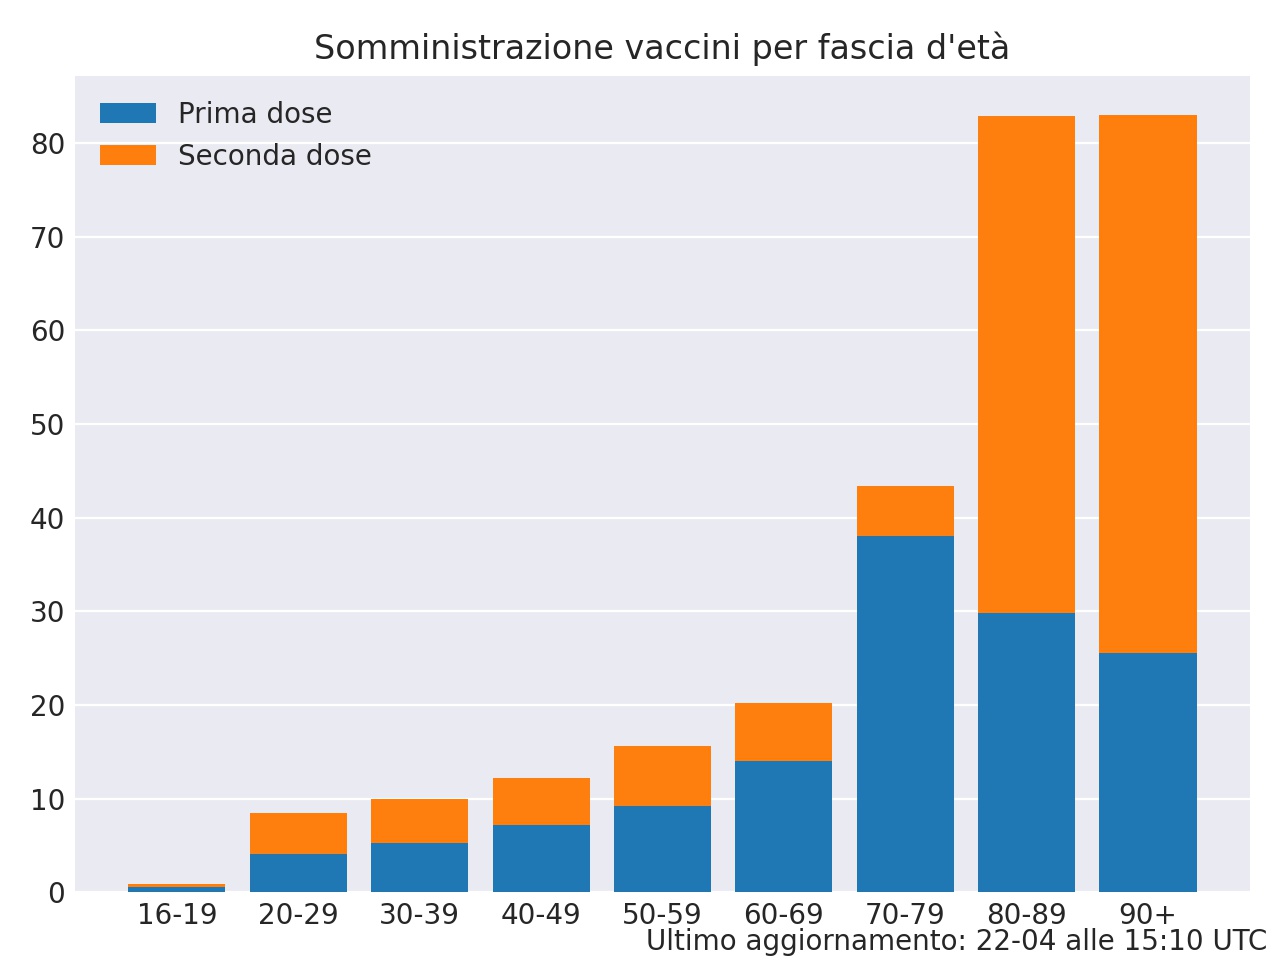 Somministrazione vaccini per fascia d'età
Prima dose
Seconda dose
80
70
60
50
40
30
20
10
0
16-19 20-29 30-39 40-49 50-59 60-69 70-79 80-89 90+
Ultimo aggiornamento: 22-04 alle 15:10 UTC